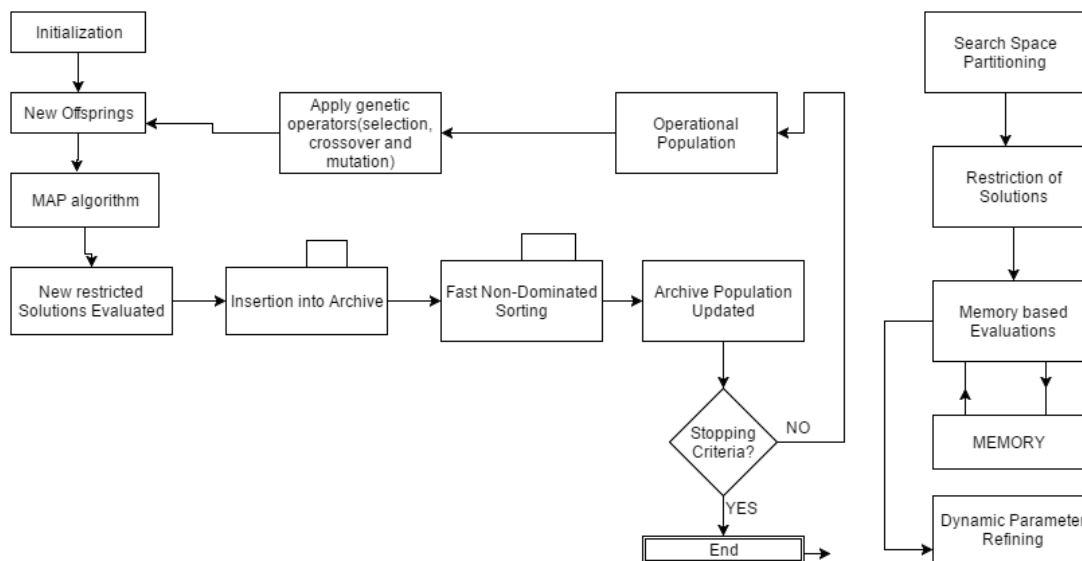 Initialization
New Offsprings
Apply genetic
operators(selection,
crossover and
mutation)
Operational
Population
MAP algorithm
New restricted
Solutions Evaluated
Insertion into Archive
Fast Non-Dominated
Sorting
Archive Population
Updated
Stopping
Criteria?
NO
YES
End
Search Space
Partitioning
Restriction of
Solutions
Memory based
Evaluations
MEMORY
Dynamic Parameter
Refining